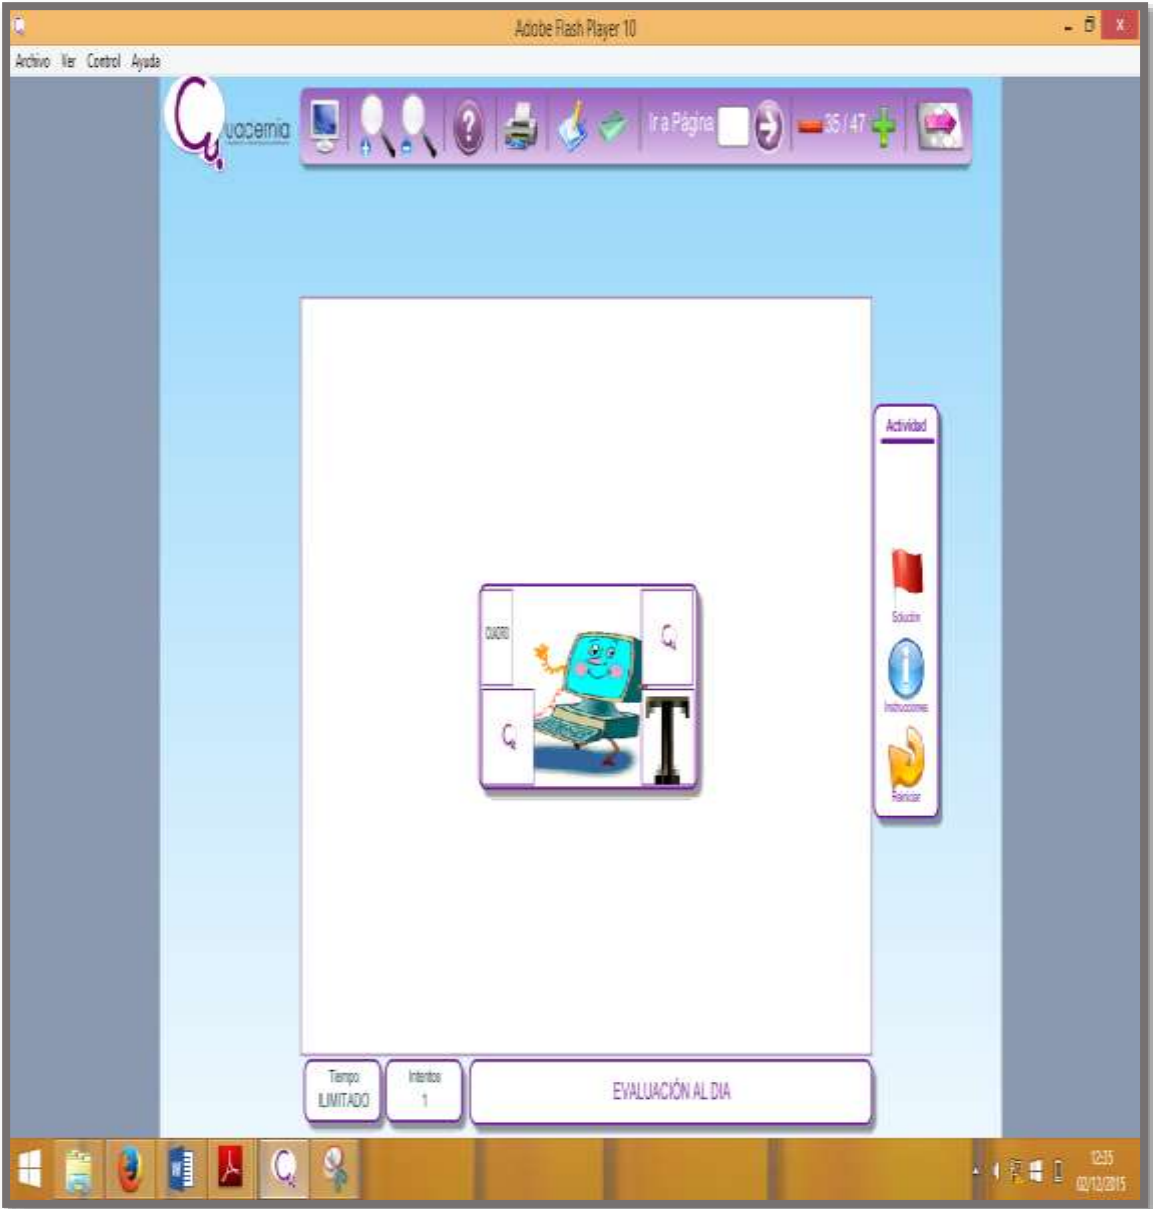 Adobe Flash Player 10
Archivo Ver Control Ayuda
Quacernia
Ir a Página
35 / 47
Actividad
CUADRO
Solución
Instrucciones
Reiniciar
T
Tiempo
ILIMITADO
Intentos
1
EVALUACIÓN AL DIA
12:35
02/12/2015